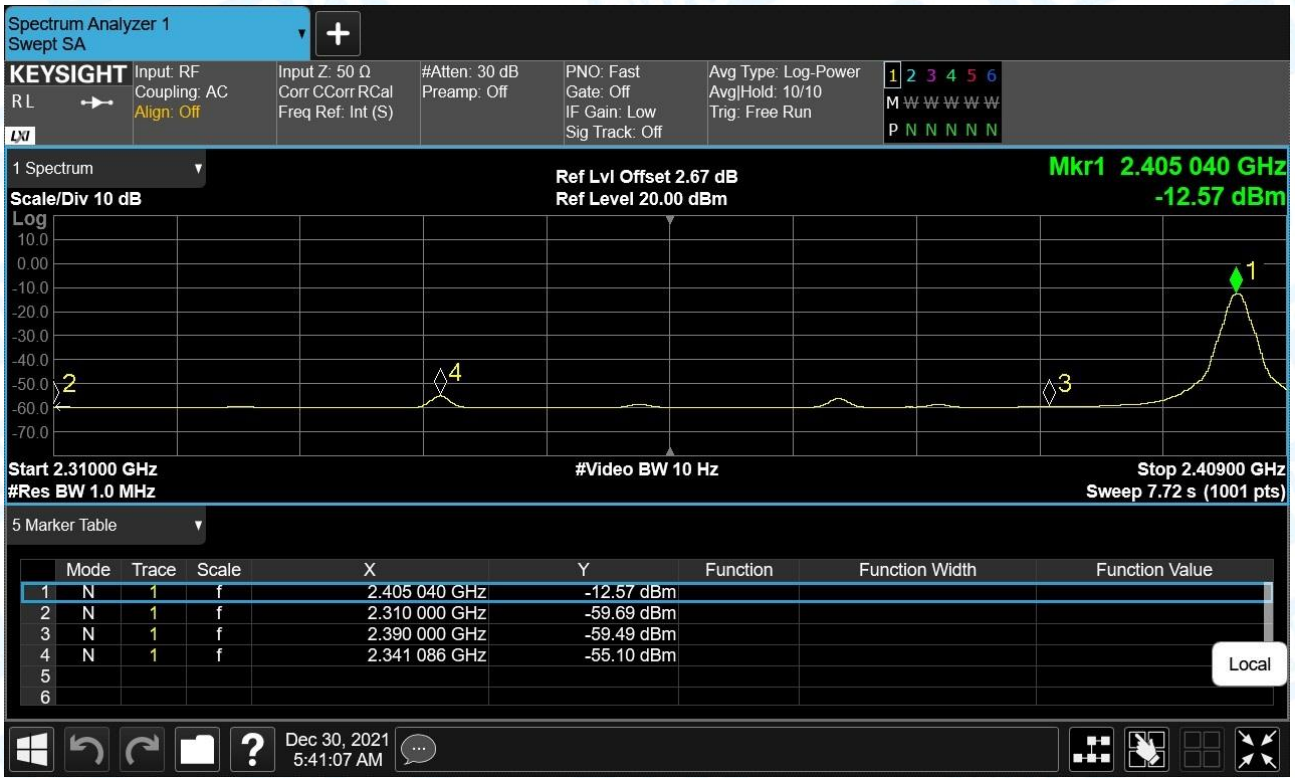 Spectrum Analyzer 1
Swept SA
+
KEYSIGHT
R L
LXI
Input: RF
Coupling: AC
Align: Off
Input Z: 50 Ω
Corr CCorr RCal
Freq Ref: Int (S)
#Atten: 30 dB
Preamp: Off
PNO: Fast
Gate: Off
IF Gain: Low
Sig Track: Off
Avg Type: Log-Power
Avg|Hold: 10/10
Trig: Free Run
1 2 3 4 5 6
M W W W W W
P N N N N N
1 Spectrum
Scale/Div 10 dB
Ref Lvl Offset 2.67 dB
Ref Level 20.00 dBm
Mkr1 2.405 040 GHz
-12.57 dBm
Log
10.0
0.00
-10.0
-20.0
-30.0
-40.0
-50.0
-60.0
-70.0
2
4
3
1
Start 2.31000 GHz
#Res BW 1.0 MHz
#Video BW 10 Hz
Stop 2.40900 GHz
Sweep 7.72 s (1001 pts)
5 Marker Table
Mode Trace Scale X Y Function Function Width Function Value
1 N 1 f 2.405 040 GHz -12.57 dBm
2 N 1 f 2.310 000 GHz -59.69 dBm
3 N 1 f 2.390 000 GHz -59.49 dBm
4 N 1 f 2.341 086 GHz -55.10 dBm
5
6
Local
?
Dec 30, 2021
5:41:07 AM